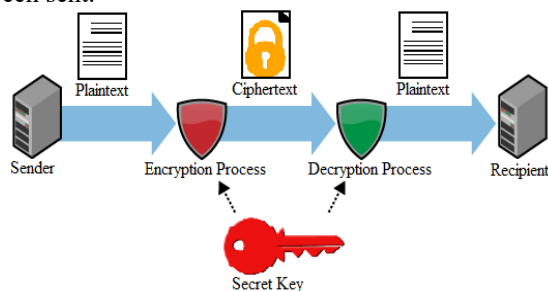 Plaintext
Ciphertext
Plaintext
Sender
Encryption Process
Decryption Process
Recipient
Secret Key